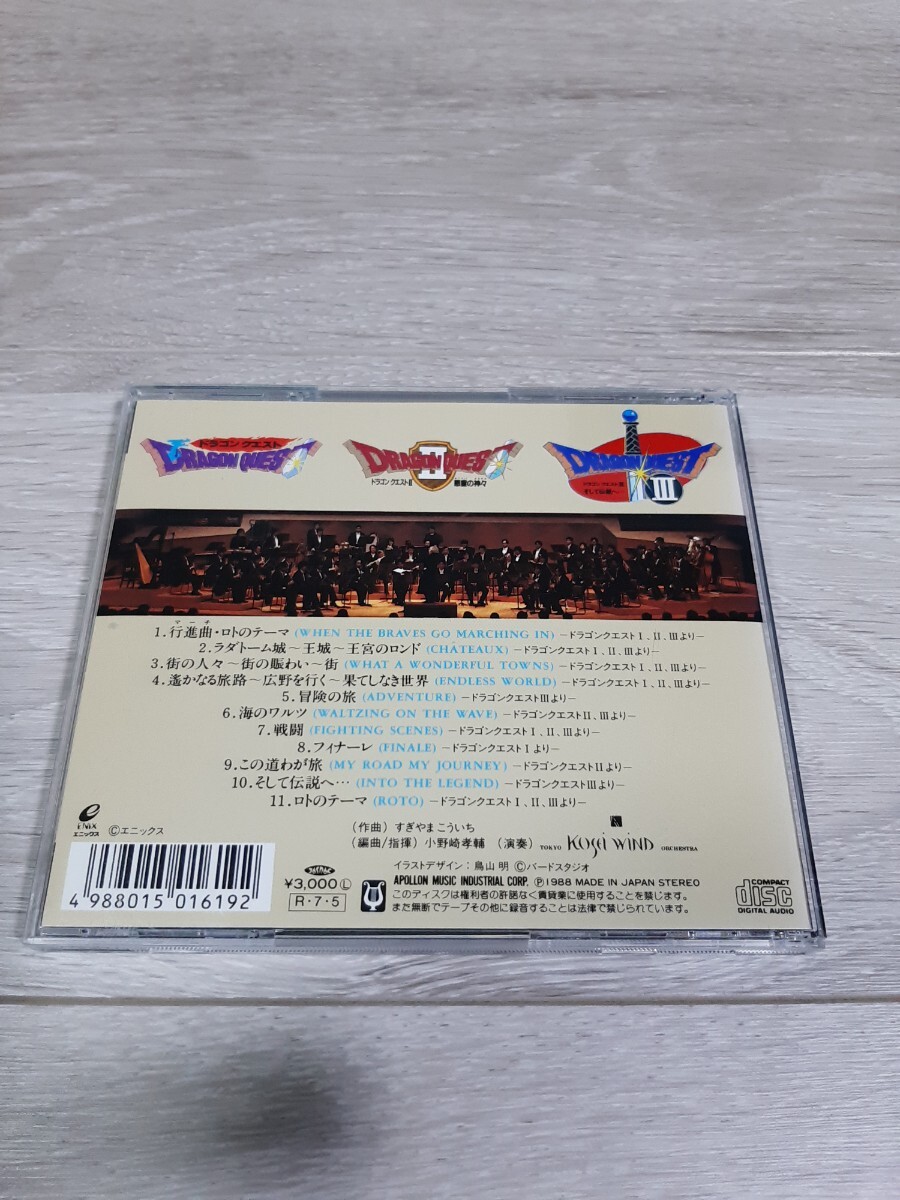 ドラゴンクエスト
DRAGON QUEST
DRAGON QUEST
II
ドラゴンクエストII 悪霊の神々
DRAGON QUEST
III
ドラゴンクエストIII
そして伝説へ…
マーチ
1. 行進曲・ロトのテーマ (WHEN THE BRAVES GO MARCHING IN) ードラゴンクエストⅠ、Ⅱ、Ⅲよりー
2. ラダトーム城〜王城〜王宮のロンド (CHÂTEAUX) ードラゴンクエストⅠ、Ⅱ、Ⅲよりー
3. 街の人々〜街の賑わい〜街 (WHAT A WONDERFUL TOWNS) ードラゴンクエストⅠ、Ⅱ、Ⅲよりー
4. 遙かなる旅路〜広野を行く〜果てしなき世界 (ENDLESS WORLD) ードラゴンクエストⅠ、Ⅱ、Ⅲよりー
5. 冒険の旅 (ADVENTURE) ードラゴンクエストⅢよりー
6. 海のワルツ (WALTZING ON THE WAVE) ードラゴンクエストⅡ、Ⅲよりー
7. 戦闘 (FIGHTING SCENES) ードラゴンクエストⅠ、Ⅱ、Ⅲよりー
8. フィナーレ (FINALE) ードラゴンクエストⅠよりー
9. この道わが旅 (MY ROAD MY JOURNEY) ードラゴンクエストⅡよりー
10. そして伝説へ… (INTO THE LEGEND) ードラゴンクエストⅢよりー
11. ロトのテーマ (ROTO) ードラゴンクエストⅠ、Ⅱ、Ⅲよりー
ENIX
エニックス
Ⓒエニックス
(作曲) すぎやまこういち
(編曲/指揮) 小野崎孝輔 (演奏) TOKYO Kosei WIND ORCHESTRA
イラストデザイン:鳥山 明 Ⓒバードスタジオ
4 988015 016192
¥3,000 Ⓛ
R・7・5
APOLLON MUSIC INDUSTRIAL CORP. Ⓟ1988 MADE IN JAPAN STEREO
このディスクは権利者の許諾なく賃貸業に使用することを禁じます。
また無断でテープその他に録音することは法律で禁じられています。
COMPACT
disc
DIGITAL AUDIO